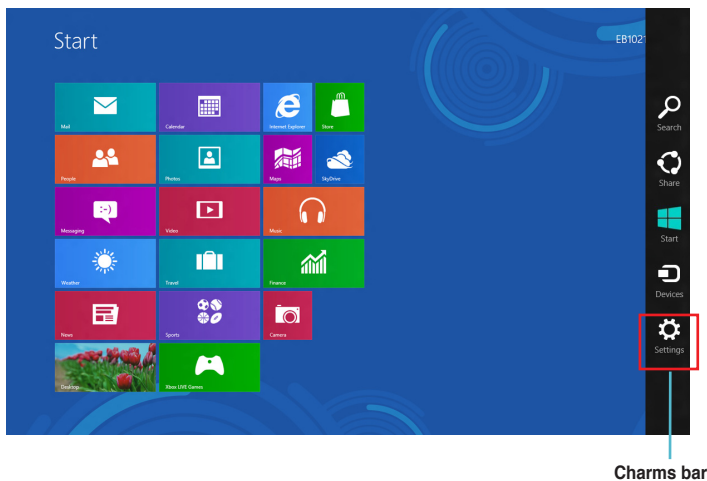 Start
EB1021
Mail
Calendar
Internet Explorer
Store
People
Photos
Maps
SkyDrive
Messaging
:-)
Video
Music
Weather
Travel
Finance
News
Sports
Camera
Desktop
Xbox LIVE Games
Search
Share
Start
Devices
Settings
Charms bar